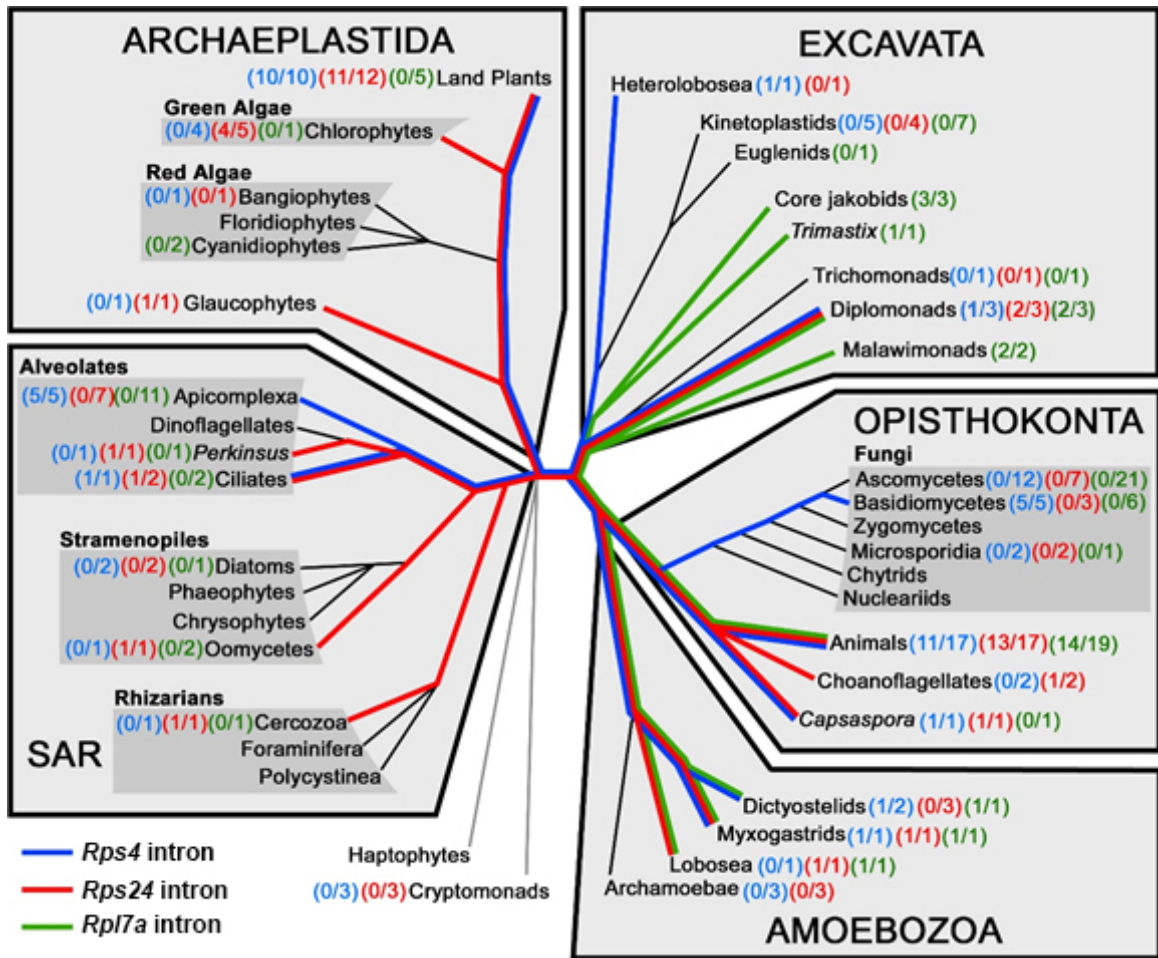 ARCHAEPLASTIDA
(10/10)(11/12)(0/5)Land Plants
Green Algae
(0/4)(4/5)(0/1)Chlorophytes
Red Algae
(0/1)(0/1)Bangiophytes
Floridiophytes
(0/2)Cyanidiophytes
(0/1)(1/1)Glaucophytes
EXCAVATA
Heterolobosea(1/1)(0/1)
Kinetoplastids(0/5)(0/4)(0/7)
Euglenids(0/1)
Core jakobids(3/3)
Trimastix(1/1)
Trichomonads(0/1)(0/1)(0/1)
Diplomonads(1/3)(2/3)(2/3)
Malawimonads(2/2)
Alveolates
(5/5)(0/7)(0/11)Apicomplexa
Dinoflagellates
(0/1)(1/1)(0/1)Perkinsus
(1/1)(1/2)(0/2)Ciliates
Stramenopiles
(0/2)(0/2)(0/1)Diatoms
Phaeophytes
Chrysophytes
(0/1)(1/1)(0/2)Oomycetes
Rhizarians
(0/1)(1/1)(0/1)Cercozoa
Foraminifera
Polycystinea
SAR
OPISTHOKONTA
Fungi
Ascomycetes(0/12)(0/7)(0/21)
Basidiomycetes(5/5)(0/3)(0/6)
Zygomycetes
Microsporidia(0/2)(0/2)(0/1)
Chytrids
Nucleariids
Animals(11/17)(13/17)(14/19)
Choanoflagellates(0/2)(1/2)
Capsaspora(1/1)(1/1)(0/1)
Dictyostelids(1/2)(0/3)(1/1)
Myxogastrids(1/1)(1/1)(1/1)
Lobosea(0/1)(1/1)(1/1)
Archamoebae(0/3)(0/3)
AMOEBOZOA
Haptophytes
(0/3)(0/3)Cryptomonads
Rps4 intron
Rps24 intron
Rpl7a intron